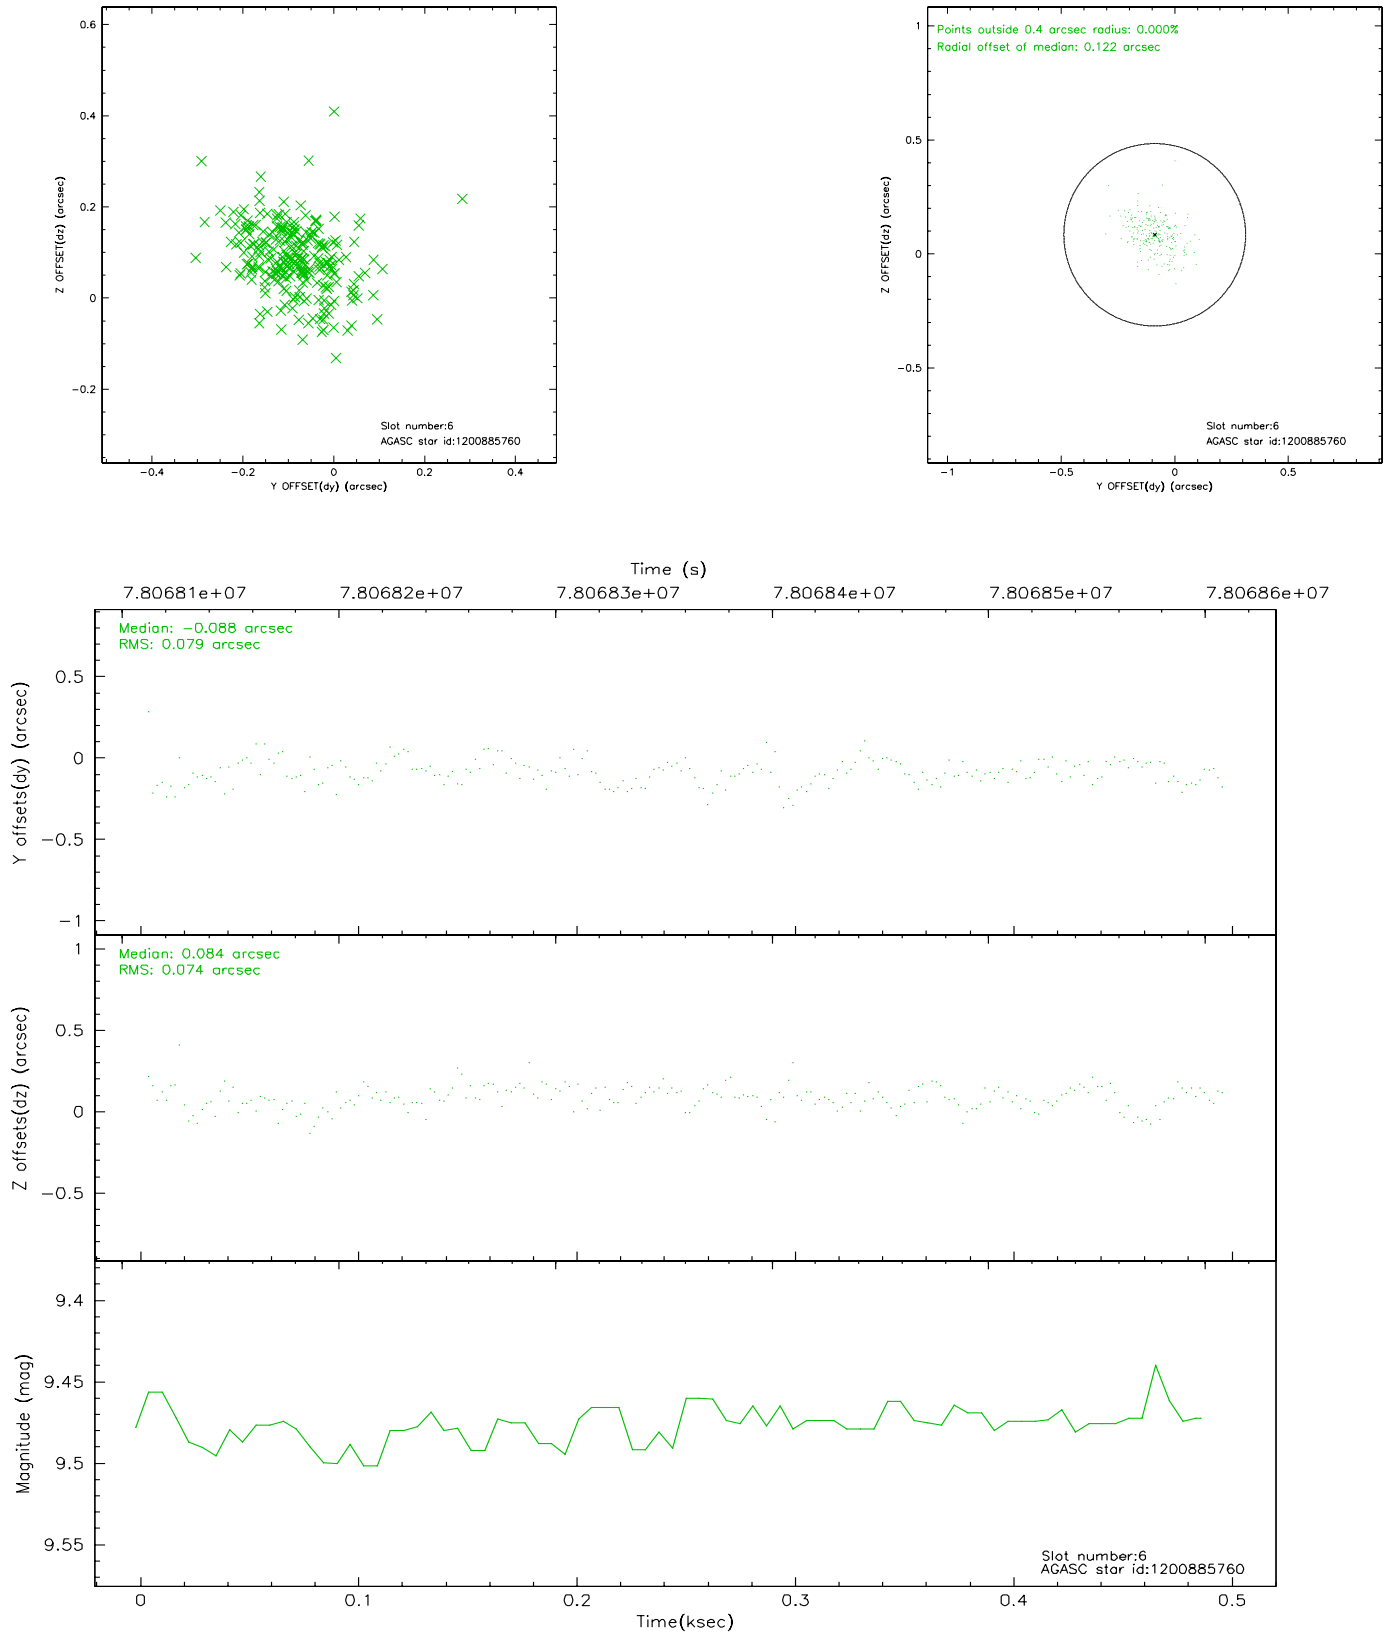 0.6
0.4
0.2
0
−0.2
Z OFFSET(dz) (arcsec)
Slot number:6
AGASC star id:1200885760
−0.4 −0.2 0 0.2 0.4
Y OFFSET(dy) (arcsec)
Points outside 0.4 arcsec radius: 0.000%
Radial offset of median: 0.122 arcsec
1
0.5
0
−0.5
Z OFFSET(dz) (arcsec)
Slot number:6
AGASC star id:1200885760
−1 −0.5 0 0.5
Y OFFSET(dy) (arcsec)
Time (s)
7.80681e+07 7.80682e+07 7.80683e+07 7.80684e+07 7.80685e+07 7.80686e+07
Median: −0.088 arcsec
RMS: 0.079 arcsec
0.5
0
−0.5
−1
Y offsets(dy) (arcsec)
Median: 0.084 arcsec
RMS: 0.074 arcsec
1
0.5
0
−0.5
Z offsets(dz) (arcsec)
9.4
9.45
9.5
9.55
Magnitude (mag)
Slot number:6
AGASC star id:1200885760
0 0.1 0.2 0.3 0.4 0.5
Time(ksec)